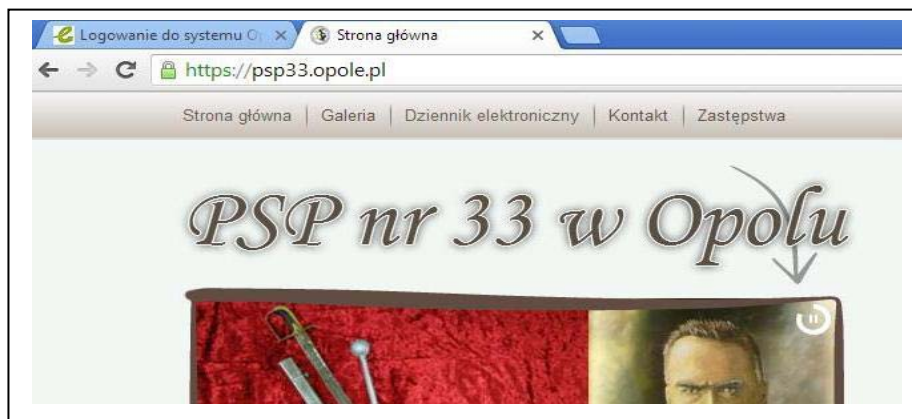 Logowanie do systemu O
Strona główna
https://psp33.opole.pl
Strona główna | Galeria | Dziennik elektroniczny | Kontakt | Zastępstwa
PSP nr 33 w Opolu